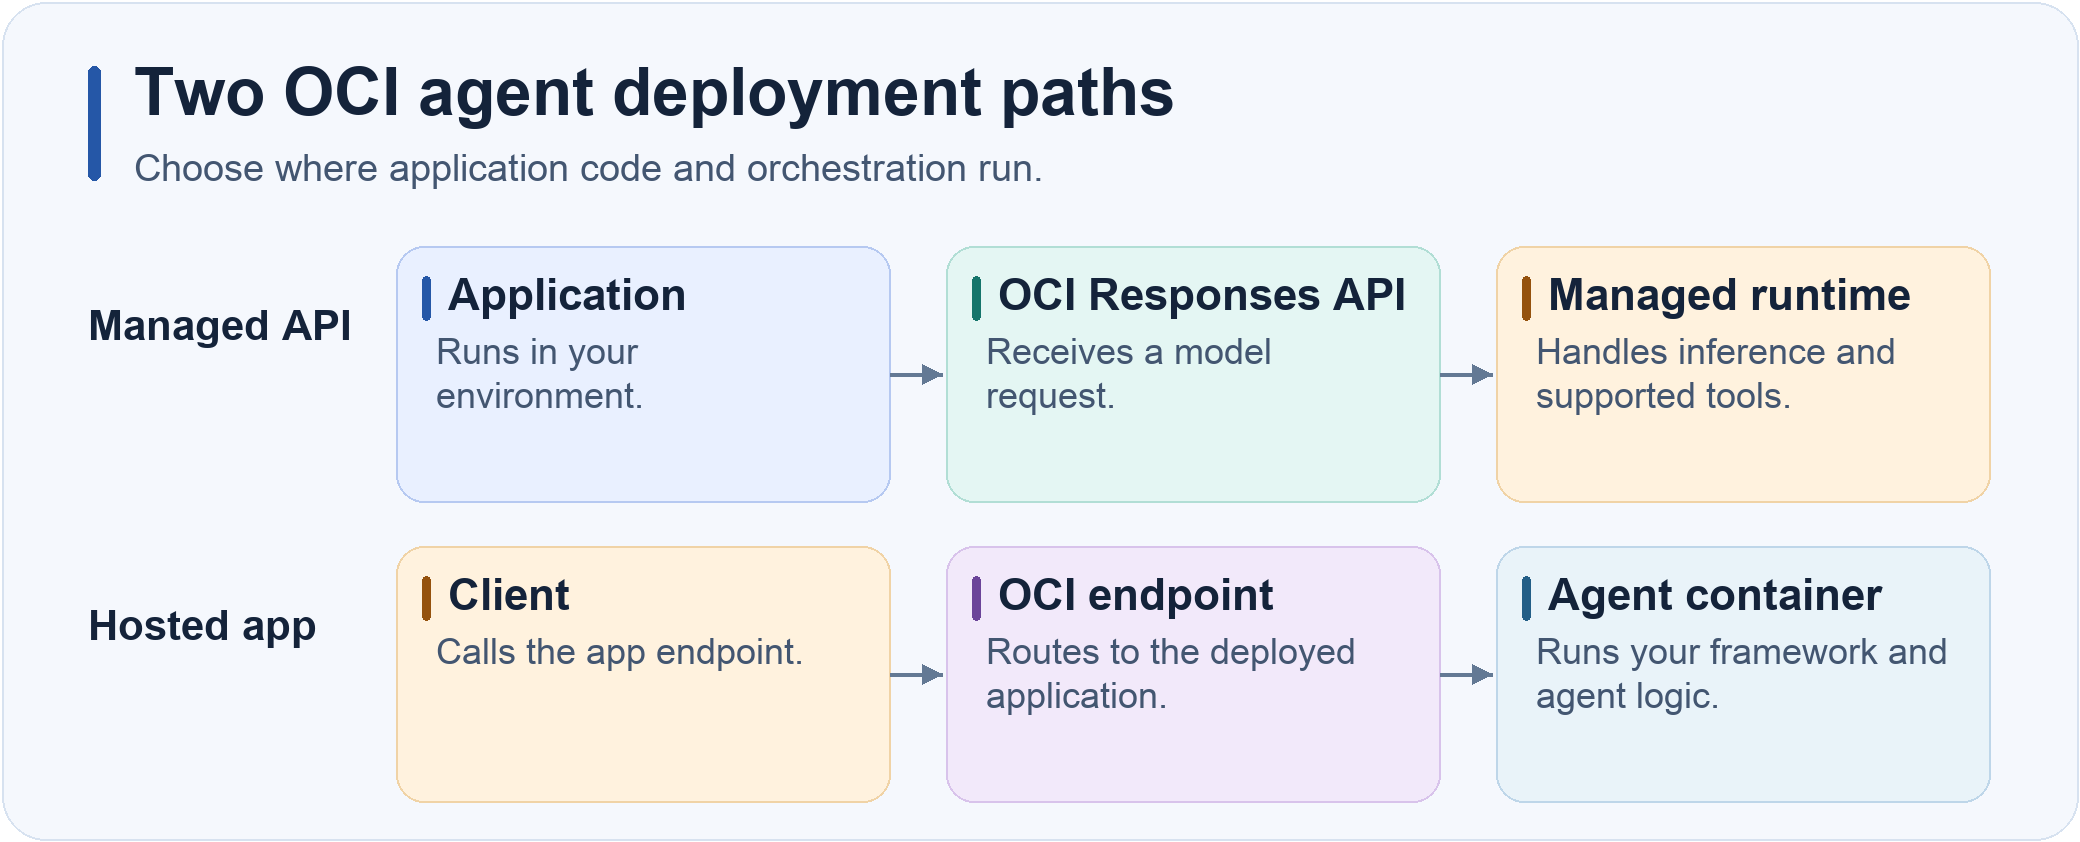 Two OCI agent deployment paths
Choose where application code and orchestration run.
Managed API
Application
Runs in your
environment.
OCI Responses API
Receives a model
request.
Managed runtime
Handles inference and
supported tools.
Hosted app
Client
Calls the app endpoint.
OCI endpoint
Routes to the deployed
application.
Agent container
Runs your framework and
agent logic.